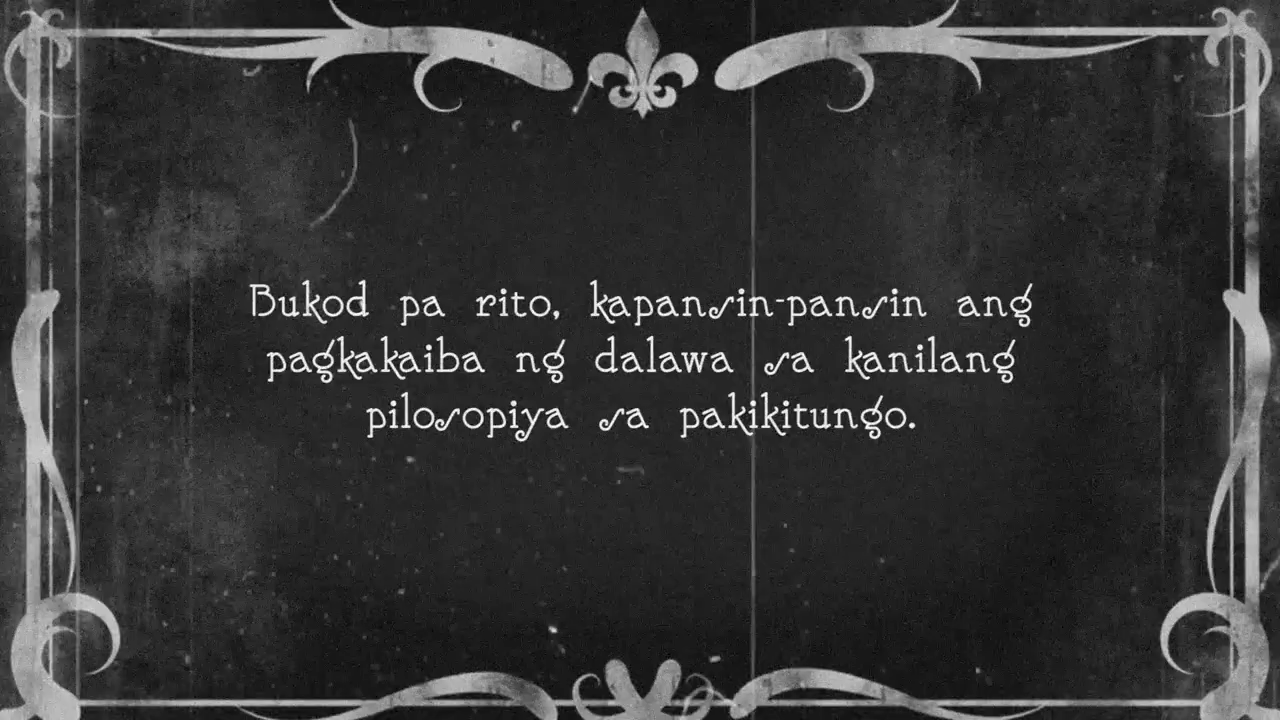 Bukod pa rito, kapansin-pansin ang
pagkakaiba ng dalawa sa kanilang
pilosopiya sa pakikitungo.